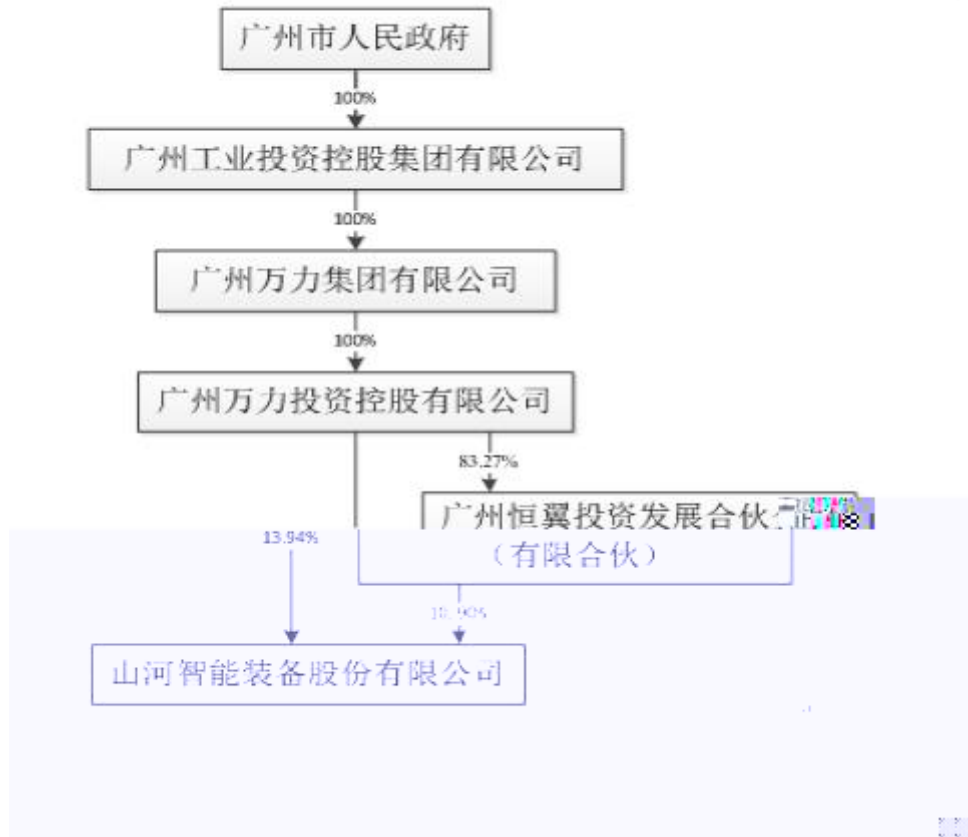 广州市人民政府
100%
广州工业投资控股集团有限公司
100%
广州万力集团有限公司
100%
广州万力投资控股有限公司
83.27%
广州恒翼投资发展合伙
（有限合伙）
13.94%
山河智能装备股份有限公司